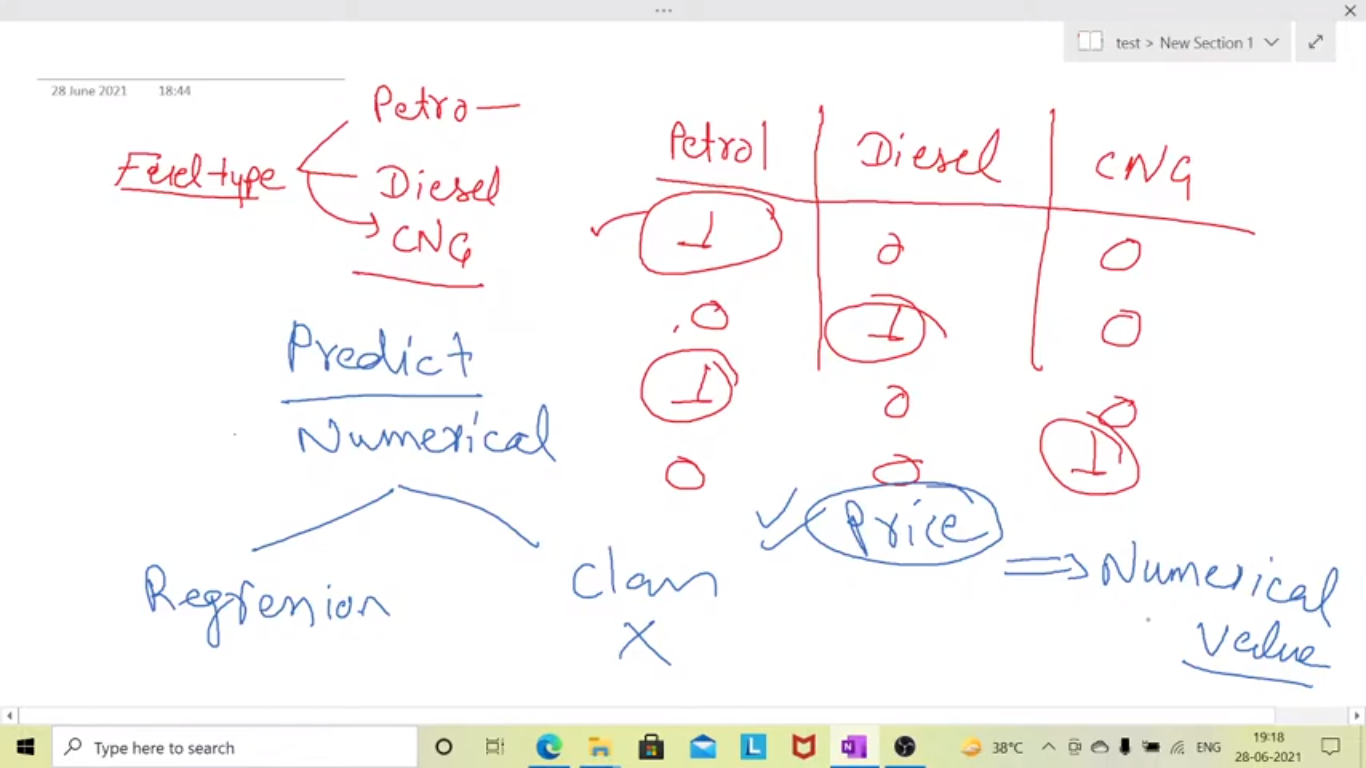 test > New Section 1
28 June 2021 18:44
Petro
Fuel type
Diesel
CNG
Petrol Diesel CNG
1 0 0
0 1 0
1 0 0
0 0 1
Predict
Numerical
Regression
Class
X
Price
Numerical
Value
Type here to search
38°C
ENG
19:18
28-06-2021